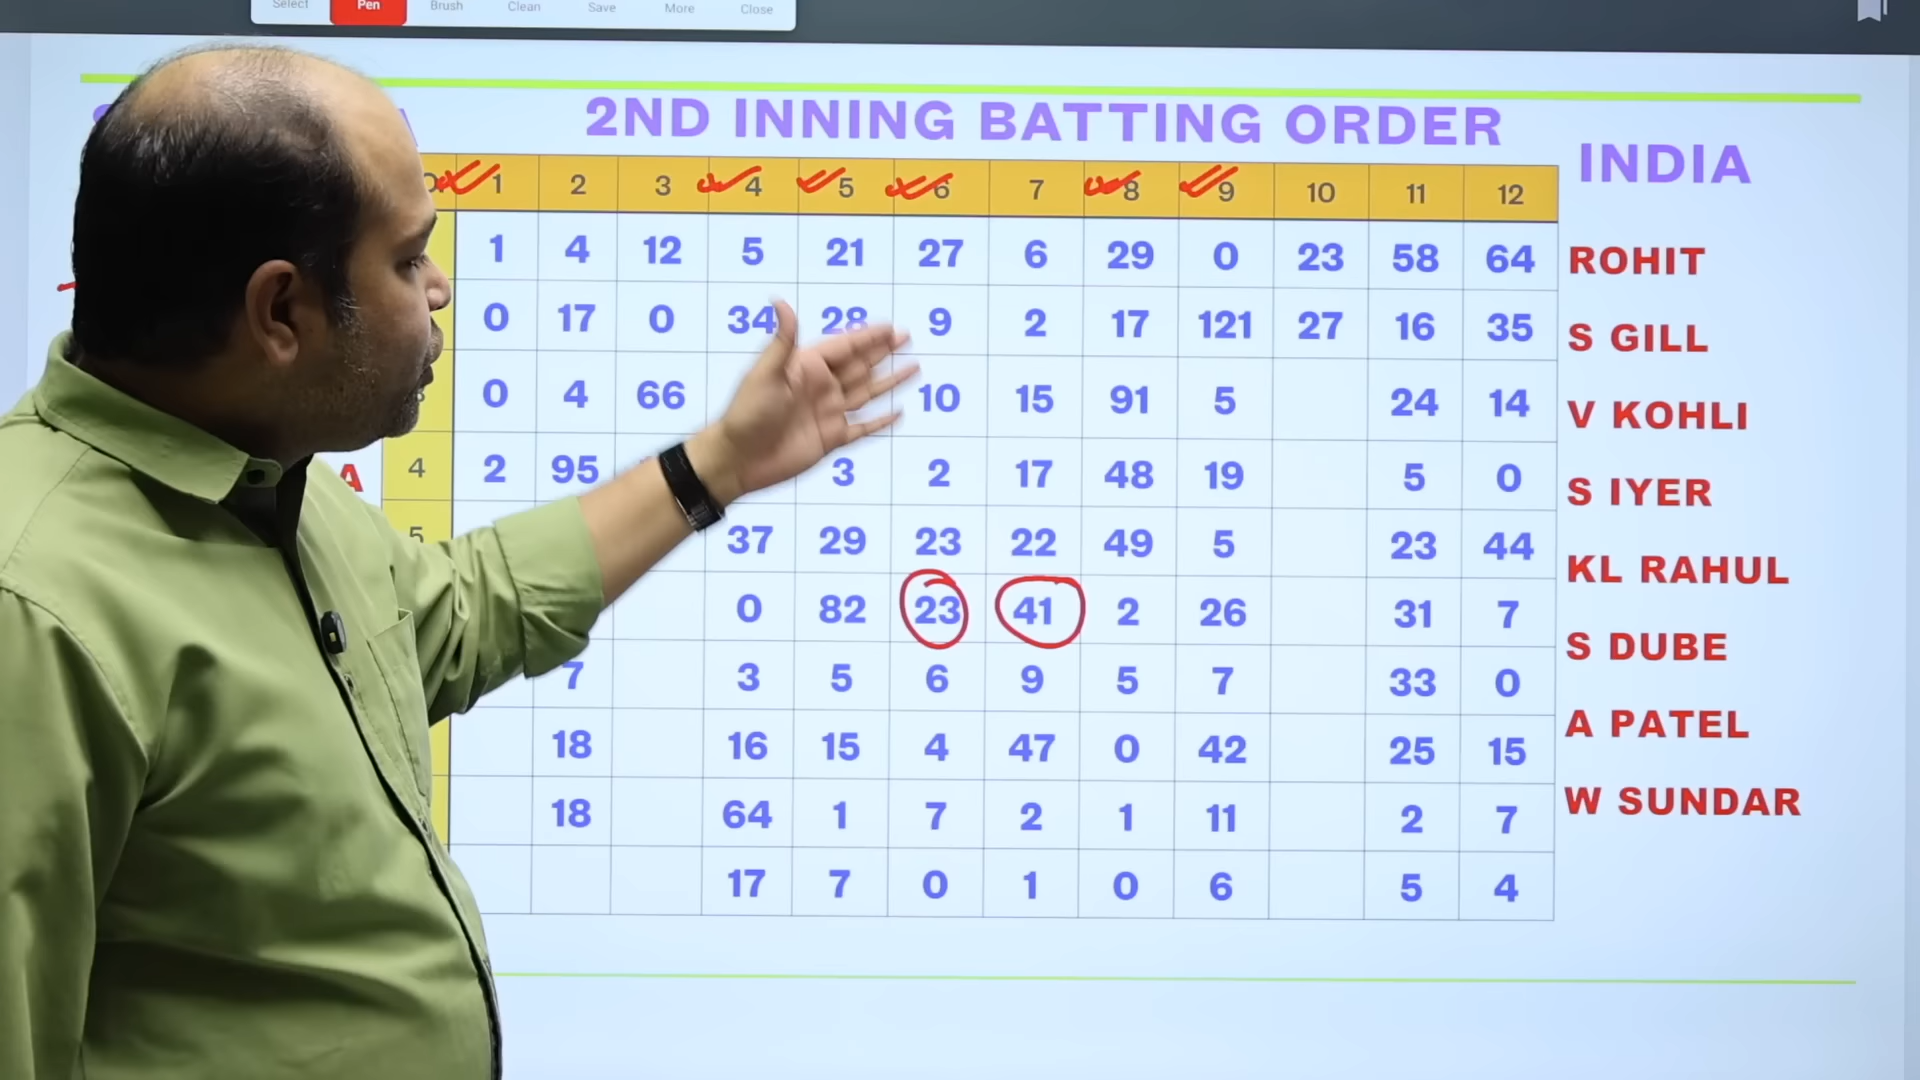 Select Pen Brush Clean Save More Close
2ND INNING BATTING ORDER
INDIA
1 2 3 4 5 6 7 8 9 10 11 12
1 4 12 5 21 27 6 29 0 23 58 64 ROHIT
0 17 0 34 28 9 2 17 121 27 16 35 S GILL
0 4 66 10 15 91 5 24 14 V KOHLI
A 4 2 95 3 2 17 48 19 5 0 S IYER
5 37 29 23 22 49 5 23 44 KL RAHUL
0 82 23 41 2 26 31 7 S DUBE
7 3 5 6 9 5 7 33 0 A PATEL
18 16 15 4 47 0 42 25 15 W SUNDAR
18 64 1 7 2 1 11 2 7
17 7 0 1 0 6 5 4